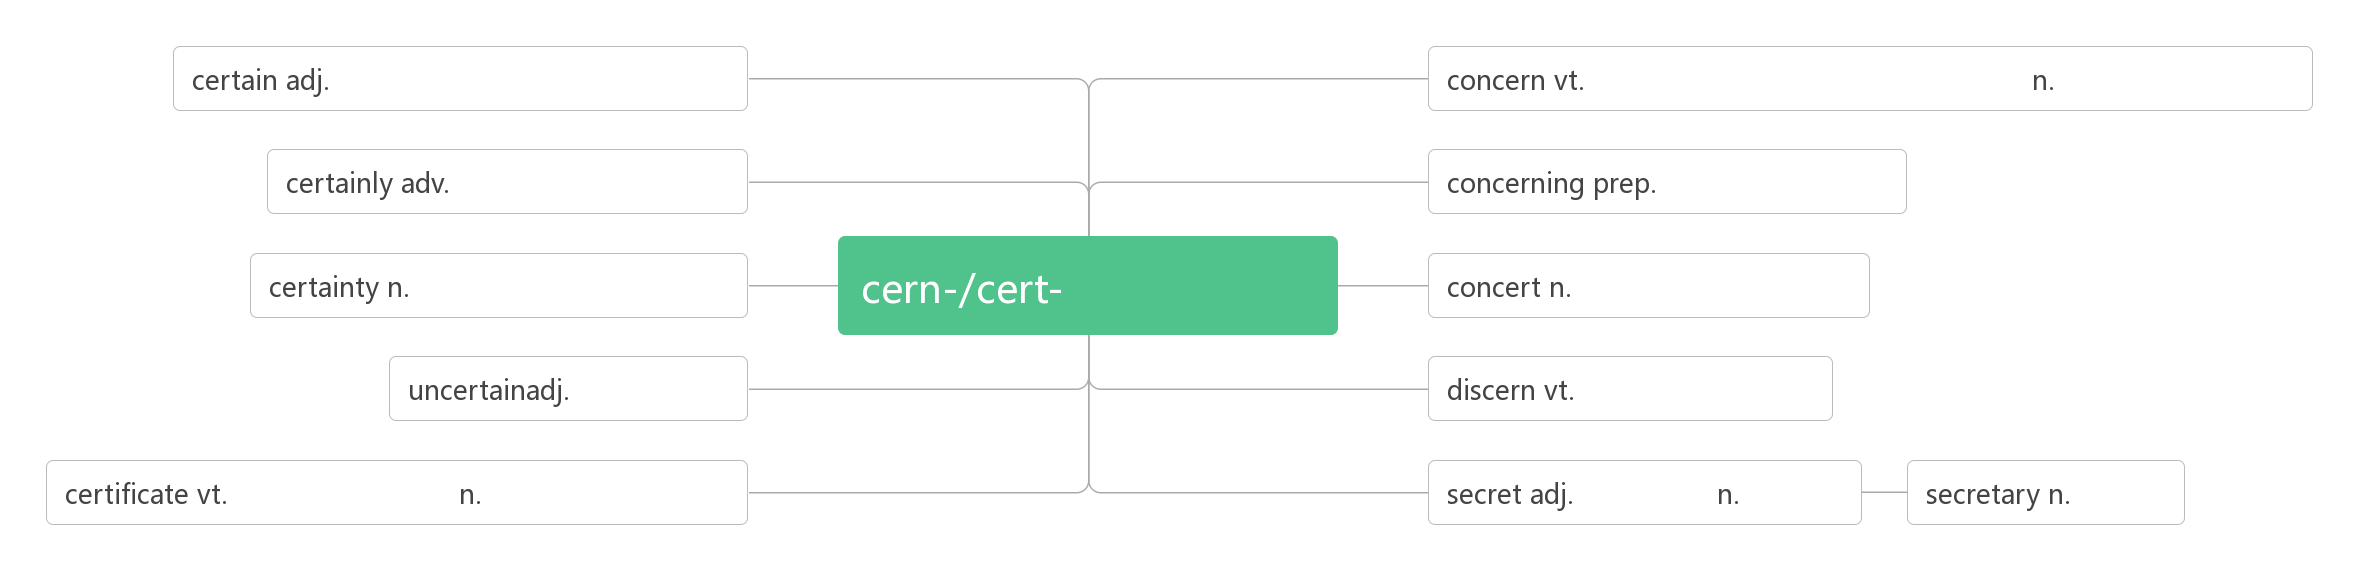 certain adj.
certainly adv.
certainty n.
uncertainadj.
certificate vt. n.
cern-/cert-
concern vt. n.
concerning prep.
concert n.
discern vt.
secret adj. n.
secretary n.